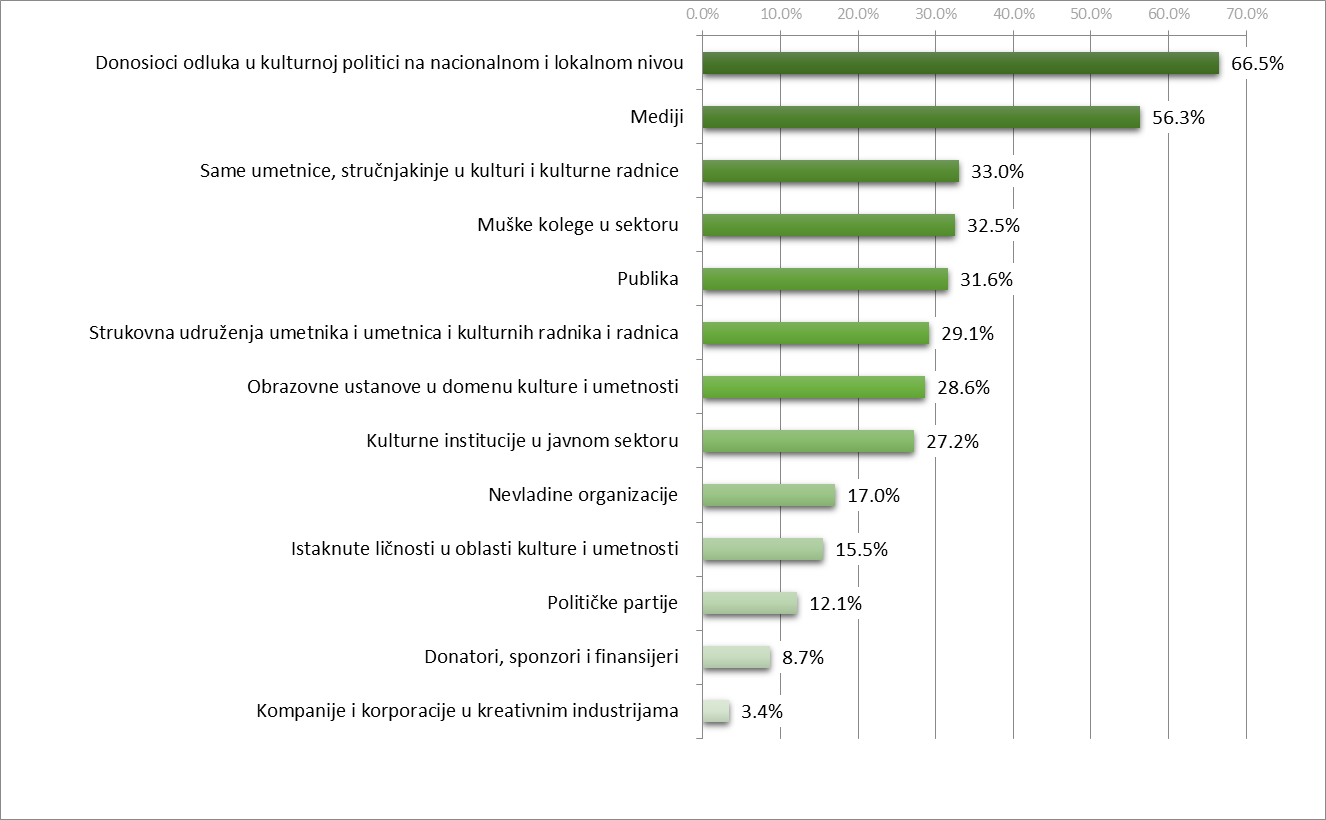 0.0% 10.0% 20.0% 30.0% 40.0% 50.0% 60.0% 70.0%
Donosioci odluka u kulturnoj politici na nacionalnom i lokalnom nivou 66.5%
Mediji 56.3%
Same umetnice, stručnjakinje u kulturi i kulturne radnice 33.0%
Muške kolege u sektoru 32.5%
Publika 31.6%
Strukovna udruženja umetnika i umetnica i kulturnih radnika i radnica 29.1%
Obrazovne ustanove u domenu kulture i umetnosti 28.6%
Kulturne institucije u javnom sektoru 27.2%
Nevladine organizacije 17.0%
Istaknute ličnosti u oblasti kulture i umetnosti 15.5%
Političke partije 12.1%
Donatori, sponzori i finansijeri 8.7%
Kompanije i korporacije u kreativnim industrijama 3.4%